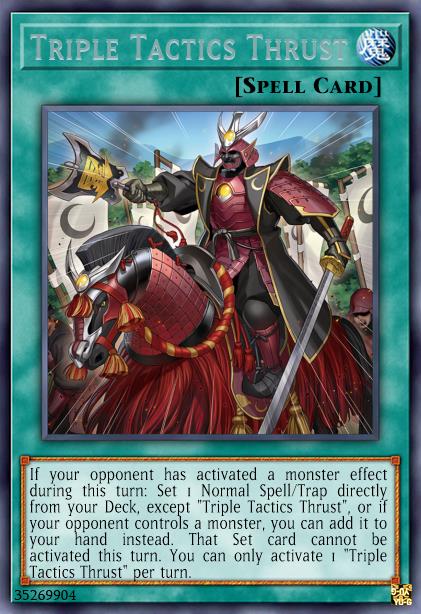 TRIPLE TACTICS THRUST
魔
[SPELL CARD]
If your opponent has activated a monster effect
during this turn: Set 1 Normal Spell/Trap directly
from your Deck, except "Triple Tactics Thrust", or if
your opponent controls a monster, you can add it to
your hand instead. That Set card cannot be
activated this turn. You can only activate 1 "Triple
Tactics Thrust" per turn.
35269904